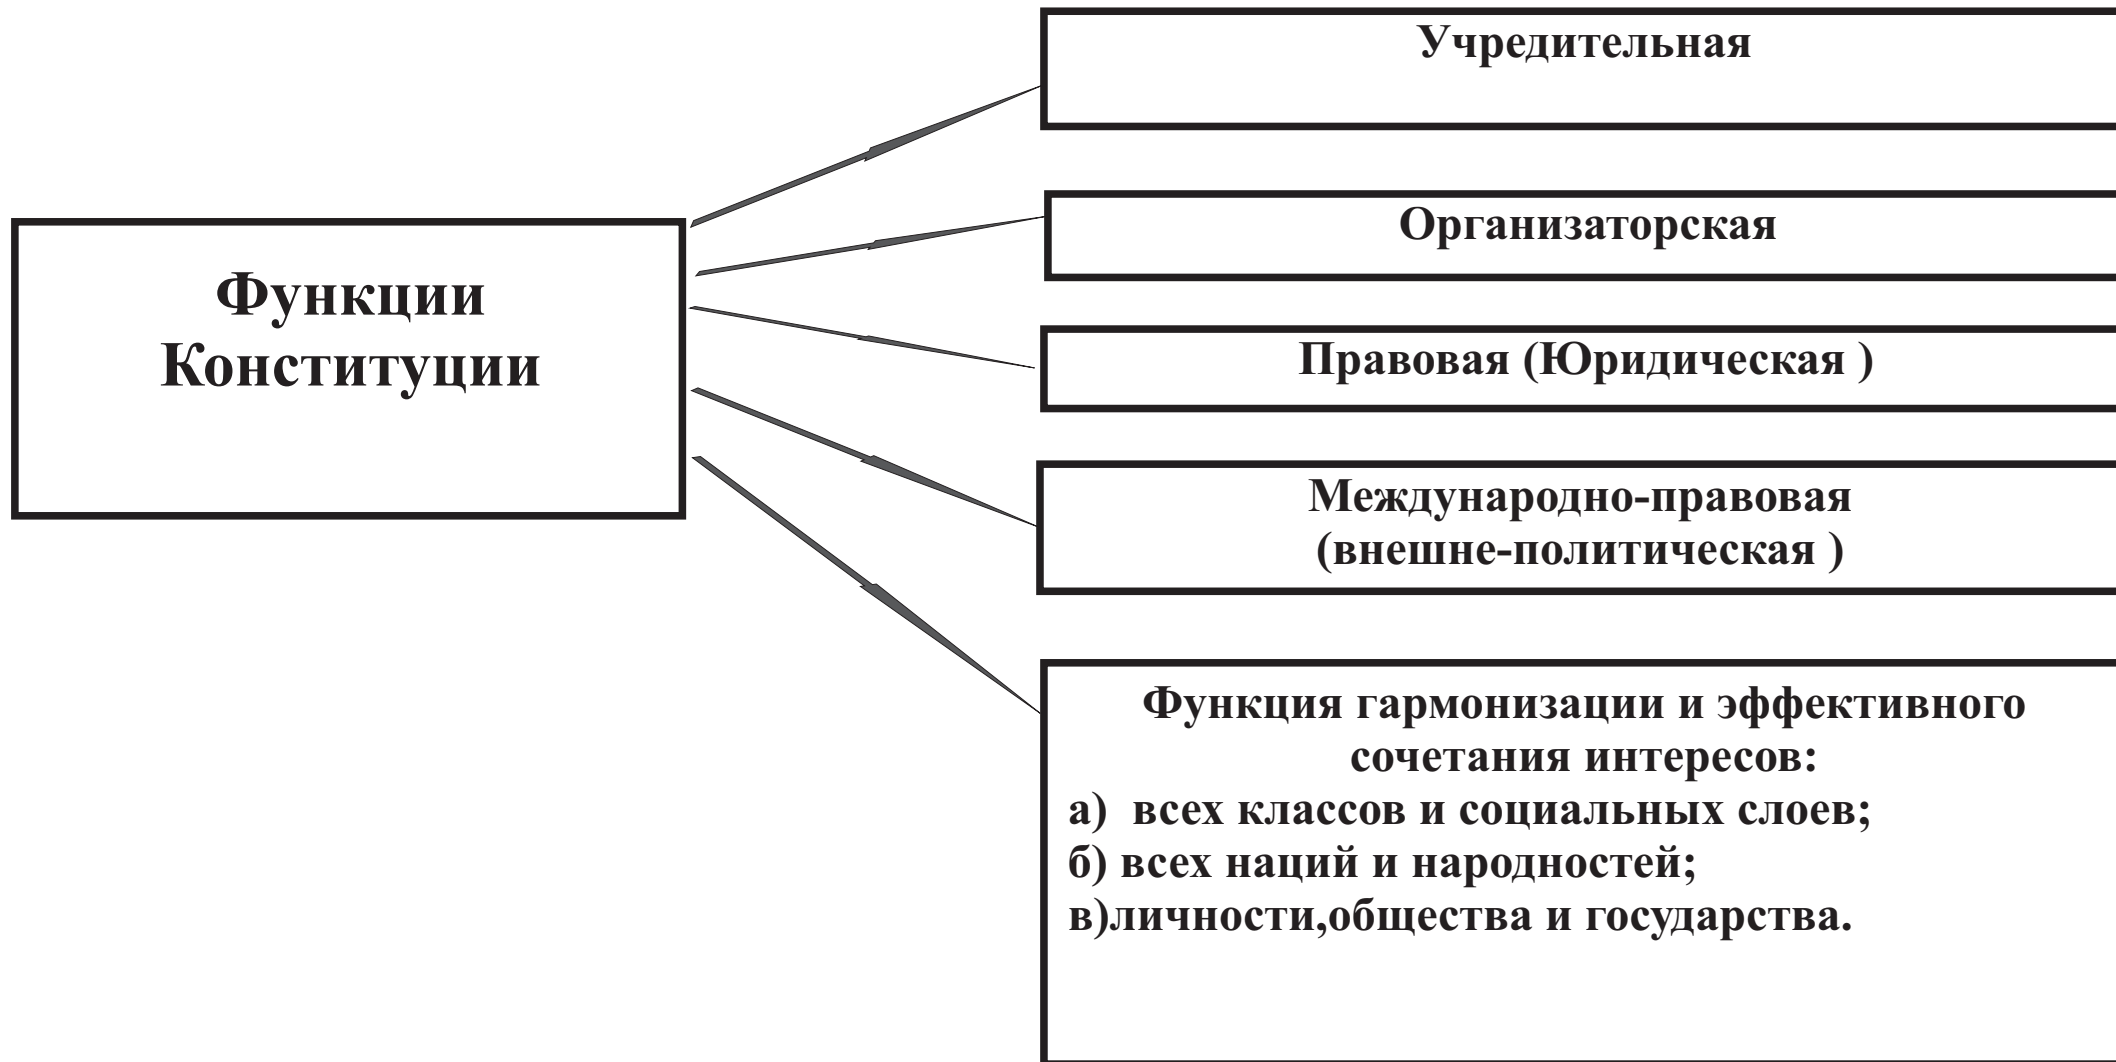 Функции
Конституции
Учредительная
Организаторская
Правовая (Юридическая )
Международно-правовая
(внешне-политическая )
Функция гармонизации и эффективного
сочетания интересов:
а)  всех классов и социальных слоев;
б) всех наций и народностей;
в)личности,общества и государства.